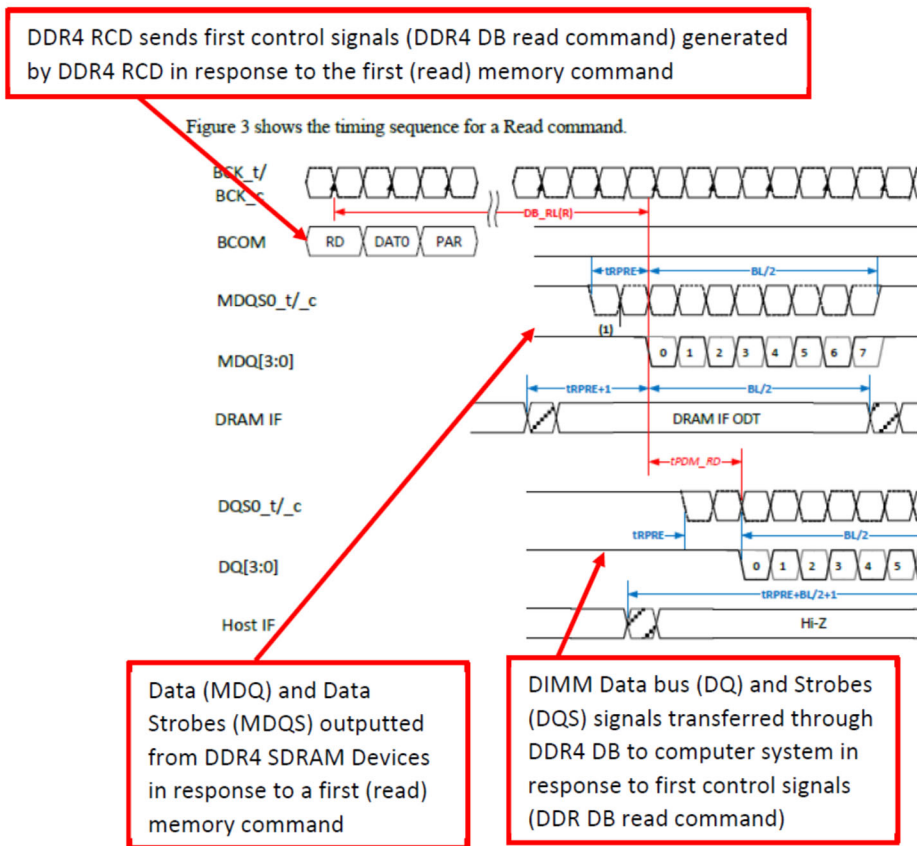 DDR4 RCD sends first control signals (DDR4 DB read command) generated
by DDR4 RCD in response to the first (read) memory command
Figure 3 shows the timing sequence for a Read command.
BCK_t/
BCK_c
DB_RL(R)
BCOM
RD DAT0 PAR
tRPRE BL/2
MDQS0_t/_c
(1)
MDQ[3:0]
0 1 2 3 4 5 6 7
tRPRE+1 BL/2
DRAM IF
DRAM IF ODT
tPDM_RD
DQS0_t/_c
tRPRE BL/2
DQ[3:0]
0 1 2 3 4 5
tRPRE+BL/2+1
Host IF
Hi-Z
Data (MDQ) and Data
Strobes (MDQS) outputted
from DDR4 SDRAM Devices
in response to a first (read)
memory command
DIMM Data bus (DQ) and Strobes
(DQS) signals transferred through
DDR4 DB to computer system in
response to first control signals
(DDR DB read command)